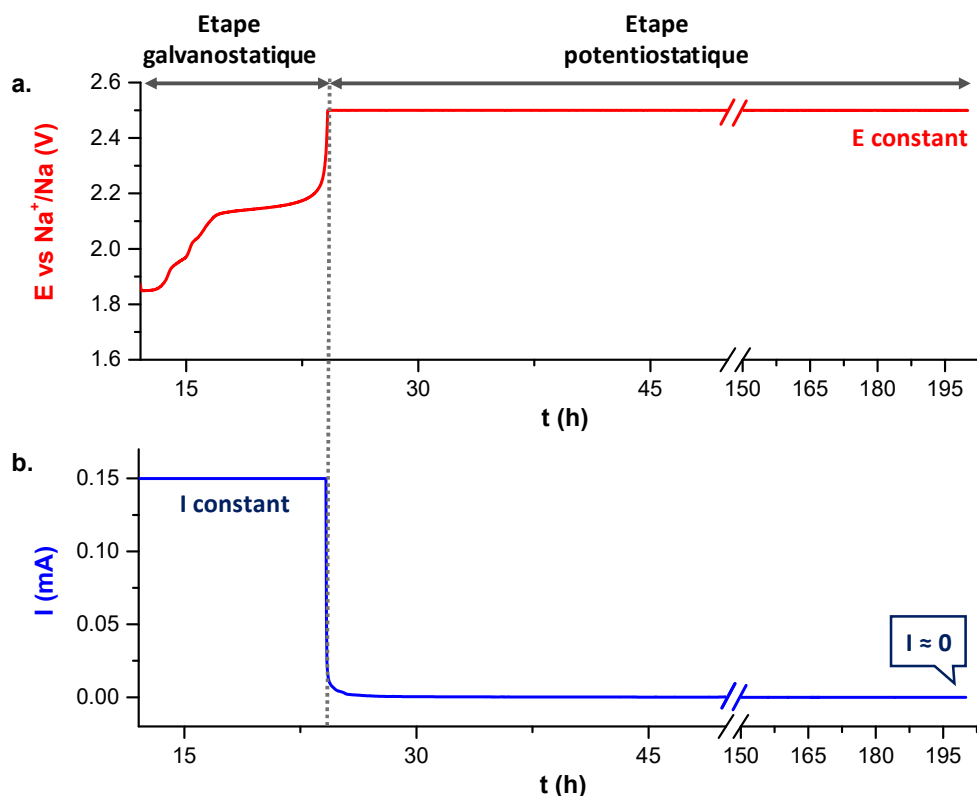 Etape
galvanostatique
Etape
potentiostatique
a.
2.6
2.4
2.2
2.0
1.8
1.6
E vs Na⁺/Na (V)
E constant
15
30
45
150
165
180
195
t (h)
b.
0.15
0.10
0.05
0.00
I (mA)
I constant
I ≈ 0
15
30
45
150
165
180
195
t (h)